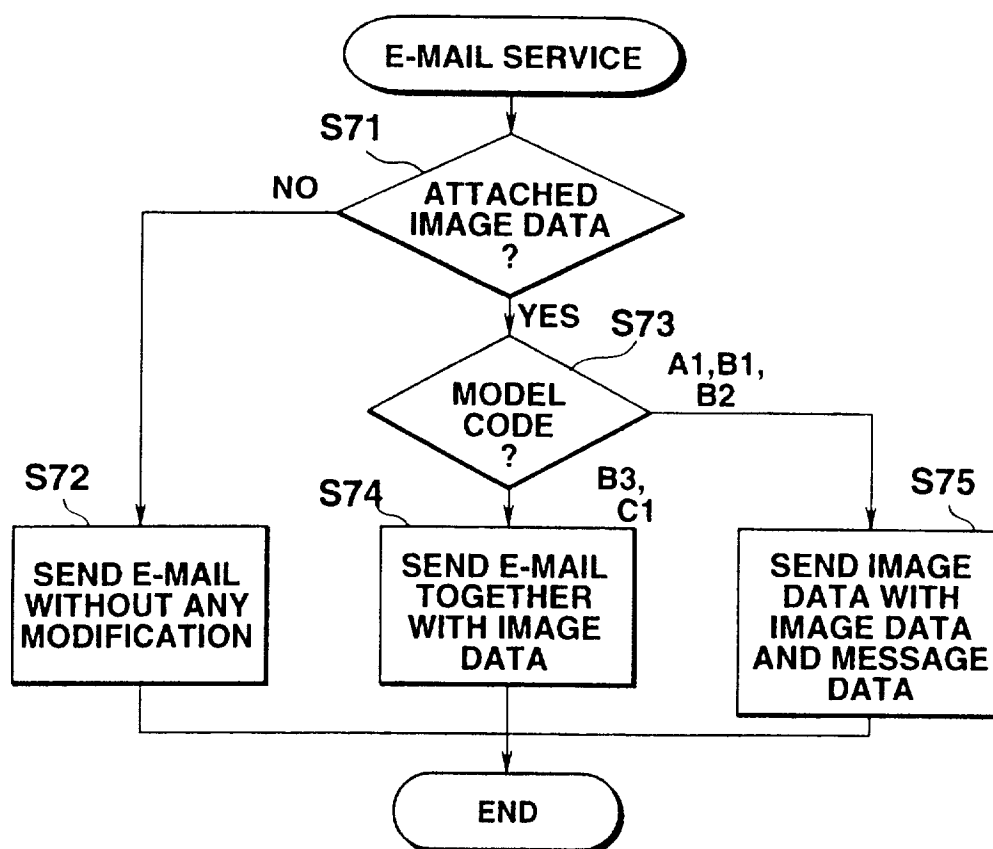 E-MAIL SERVICE
S71
NO
ATTACHED
IMAGE DATA
?
YES
S73
A1,B1,
B2
MODEL
CODE
?
B3,
C1
S72
S74
S75
SEND E-MAIL
WITHOUT ANY
MODIFICATION
SEND E-MAIL
TOGETHER
WITH IMAGE
DATA
SEND IMAGE
DATA WITH
IMAGE DATA
AND MESSAGE
DATA
END